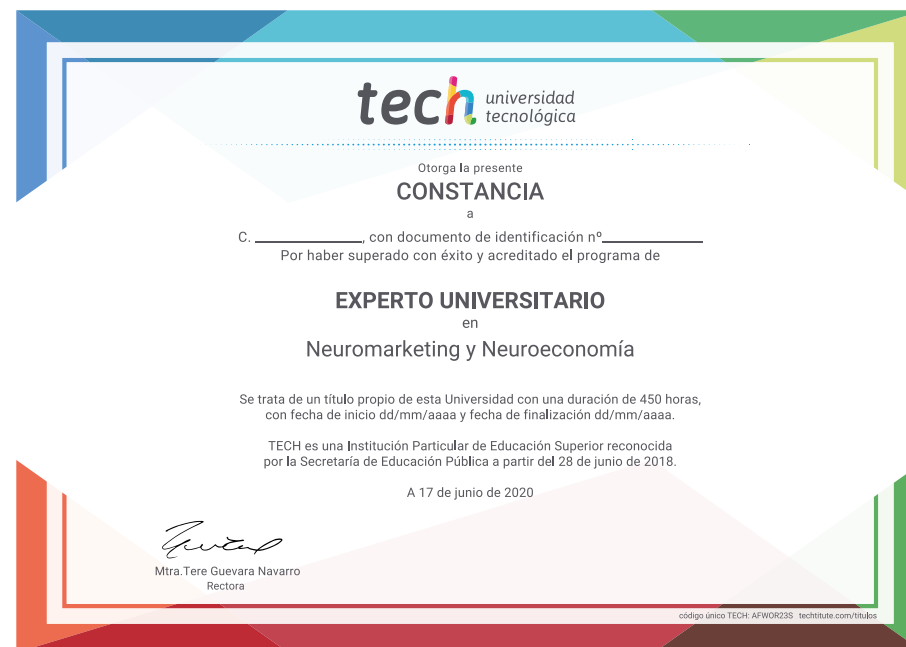 tech universidad
tecnológica
Otorga la presente
CONSTANCIA
a
C. ____________, con documento de identificación nº____________
Por haber superado con éxito y acreditado el programa de
EXPERTO UNIVERSITARIO
en
Neuromarketing y Neuroeconomía
Se trata de un título propio de esta Universidad con una duración de 450 horas,
con fecha de inicio dd/mm/aaaa y fecha de finalización dd/mm/aaaa.
TECH es una Institución Particular de Educación Superior reconocida
por la Secretaría de Educación Pública a partir del 28 de junio de 2018.
A 17 de junio de 2020
Mtra.Tere Guevara Navarro
Rectora
código único TECH: AFWOR23S techtitute.com/titulos